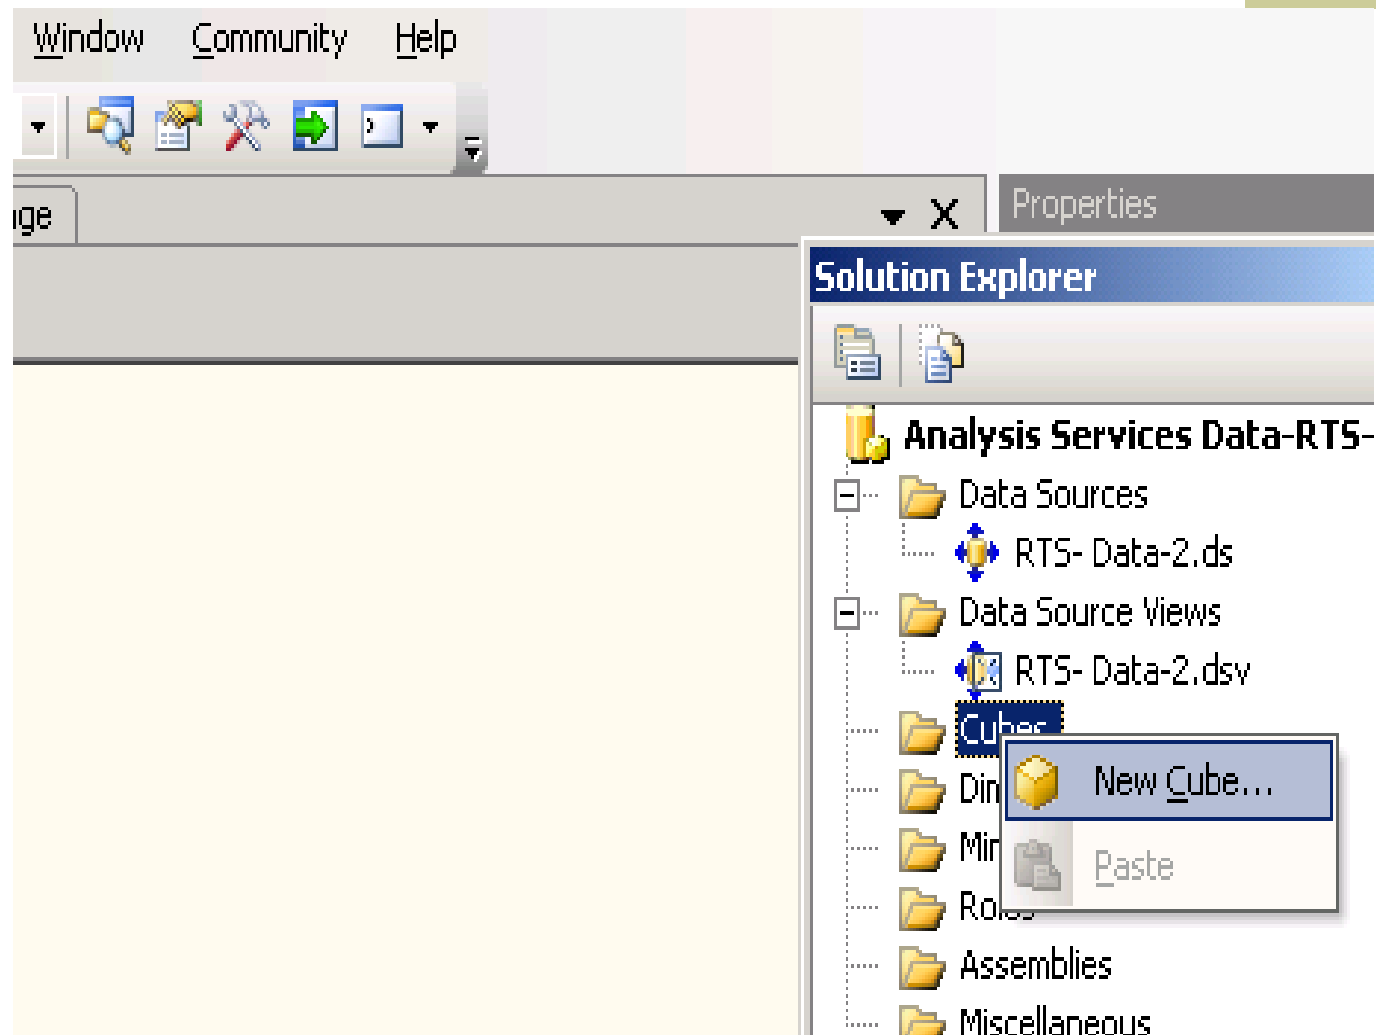 Window Community Help
Properties
Solution Explorer
Analysis Services Data-RTS-
Data Sources
RTS- Data-2.ds
Data Source Views
RTS- Data-2.dsv
Cubes
New Cube...
Paste
Assemblies
Miscellaneous